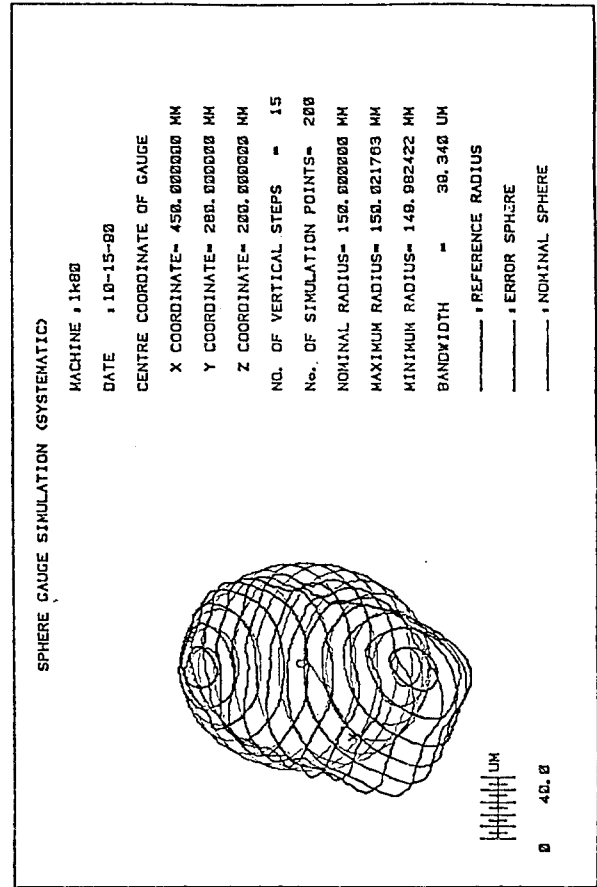 SPHERE GAUGE SIMULATION (SYSTEMATIC)
MACHINE : 1k80
DATE : 10-15-90
CENTRE COORDINATE OF GAUGE
X COORDINATE= 450.000000 MM
Y COORDINATE= 280.000000 MM
Z COORDINATE= 200.000000 MM
NO. OF VERTICAL STEPS = 15
No. OF SIMULATION POINTS= 200
NOMINAL RADIUS= 150.000000 MM
MAXIMUM RADIUS= 150.021763 MM
MINIMUM RADIUS= 149.982422 MM
BANDWIDTH = 39.340 UM
: REFERENCE RADIUS
: ERROR SPHERE
: NOMINAL SPHERE
UM
0 40.0